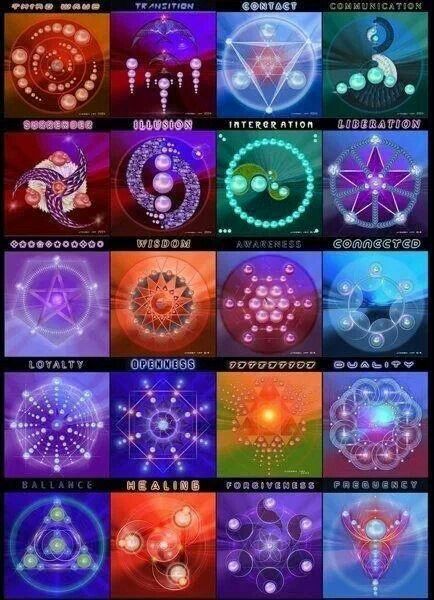 THIRD WAVE
TRANSITION
CONTACT
COMMUNICATION
SURRENDER
ILLUSION
INTERGRATION
LIBERATION
WISDOM
AWARENESS
CONNECTED
LOYALTY
OPENNESS
DUALITY
BALLANCE
HEALING
FORGIVENESS
FREQUENCY